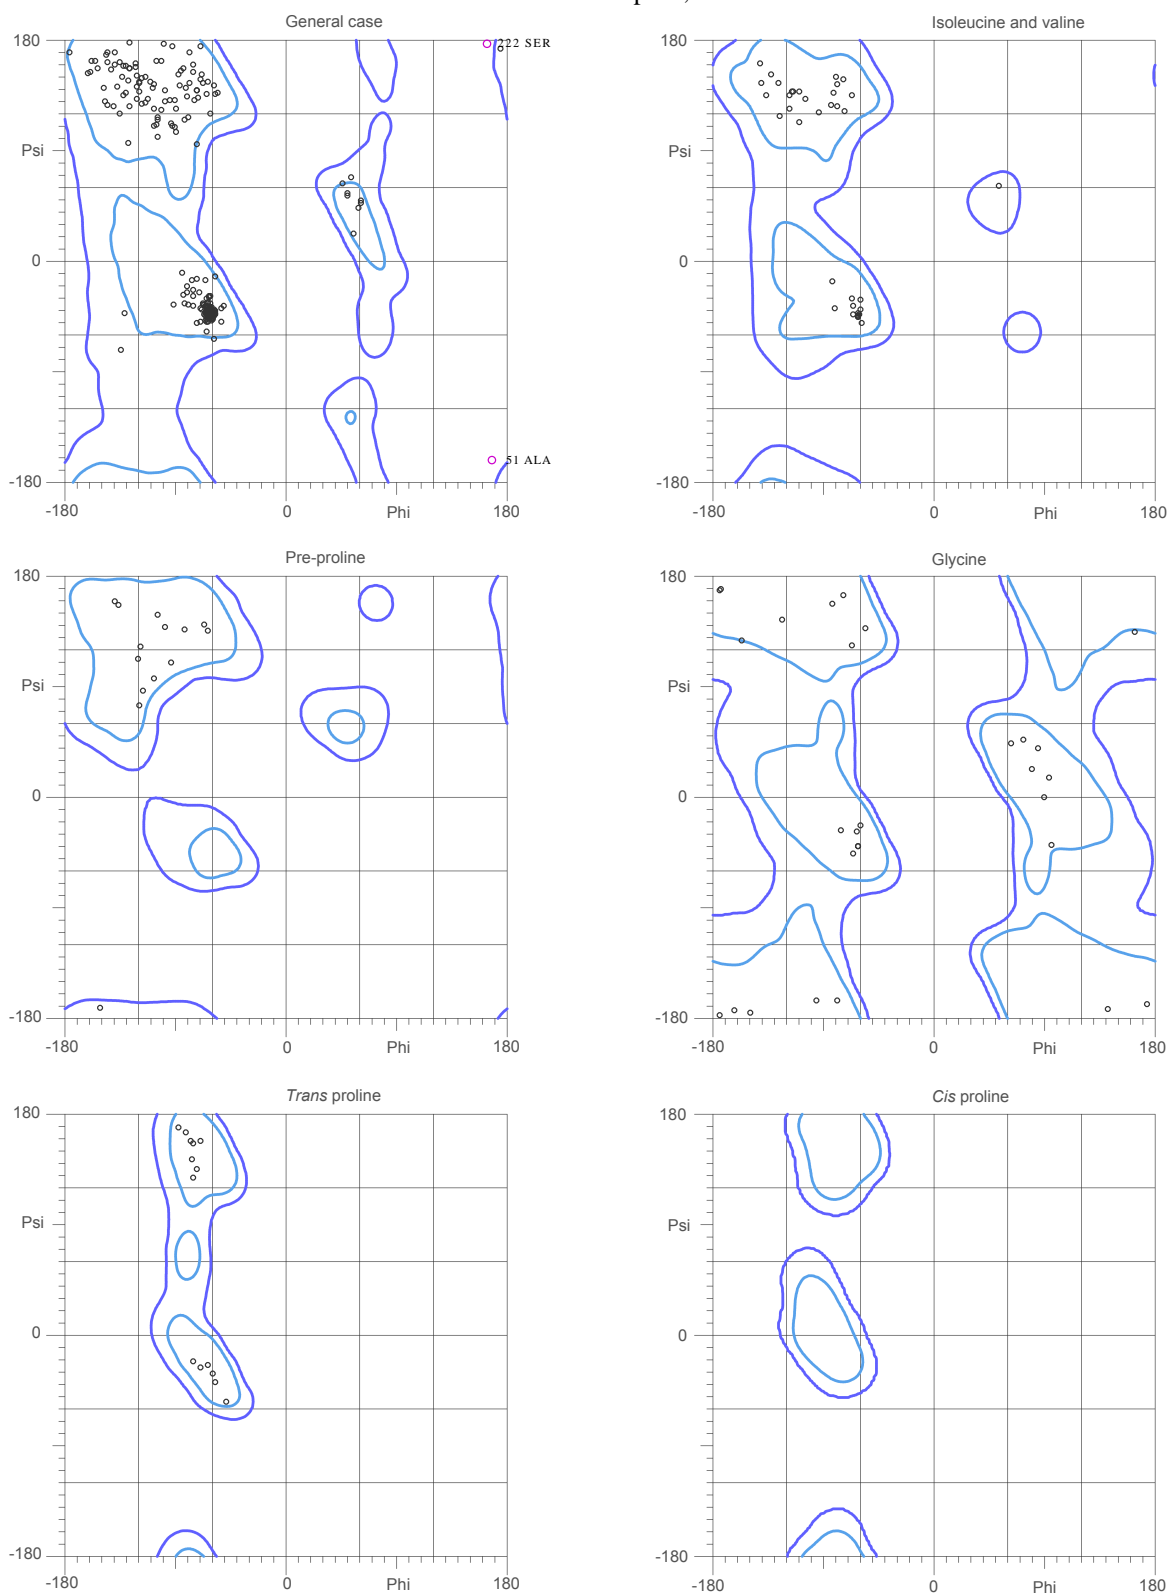 General case
Isoleucine and valine
180
222 SER
180
Psi
Psi
0
0
51 ALA
-180
-180
-180
0
Phi
180
-180
0
Phi
180
Pre-proline
Glycine
180
180
Psi
Psi
0
0
-180
-180
-180
0
Phi
180
-180
0
Phi
180
Trans proline
Cis proline
180
180
Psi
Psi
0
0
-180
-180
-180
0
Phi
180
-180
0
Phi
180